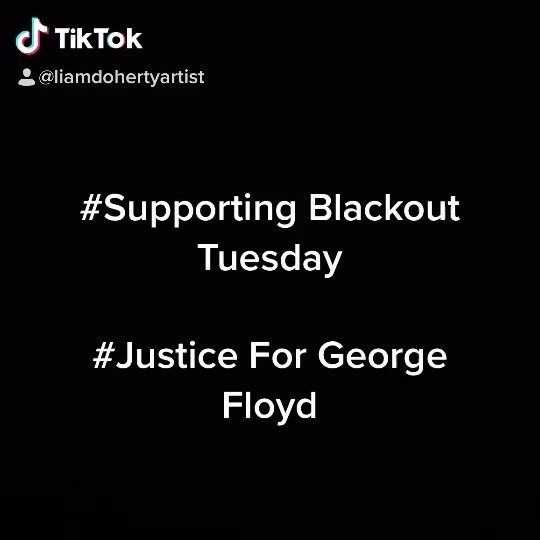 TikTok
@liamdohertyartist
#Supporting Blackout
Tuesday
#Justice For George
Floyd